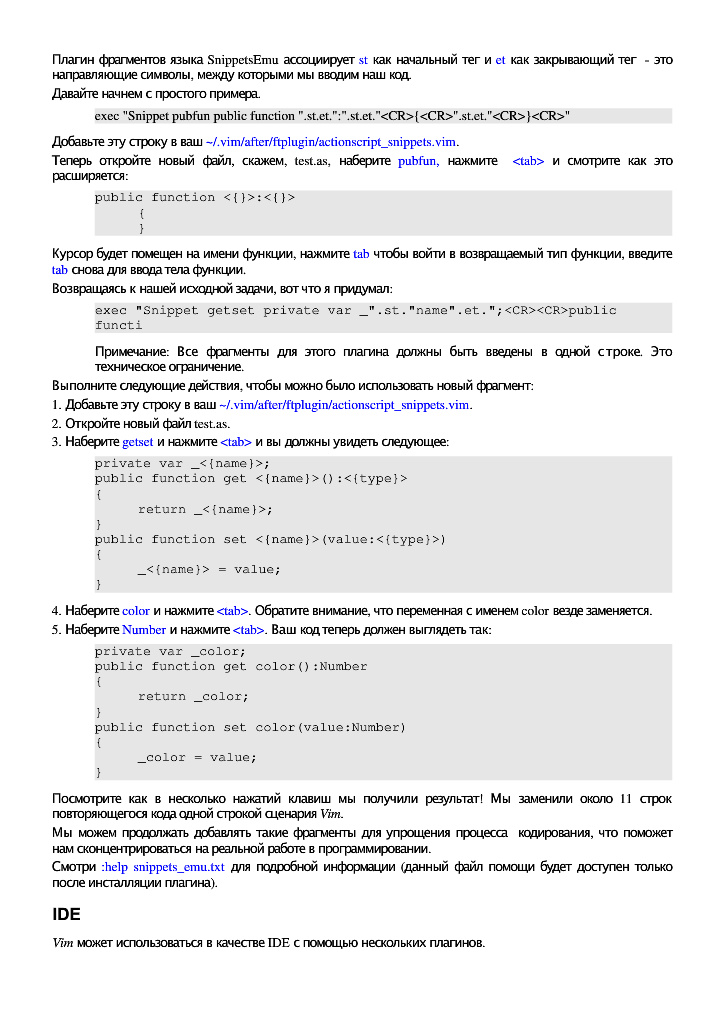 Плагин фрагментов языка SnippetsEmu ассоциирует st как начальный тег и et как закрывающий тег - это
направляющие символы, между которыми мы вводим наш код.
Давайте начнем с простого примера.
exec "Snippet pubfun public function ".st.et.":".st.et."<CR>{<CR>".st.et."<CR>}<CR>"
Добавьте эту строку в ваш ~/.vim/after/ftplugin/actionscript_snippets.vim.
Теперь откройте новый файл, скажем, test.as, наберите pubfun, нажмите <tab> и смотрите как это
расширяется:
public function <{}>:<{}>
{
}
Курсор будет помещен на имени функции, нажмите tab чтобы войти в возвращаемый тип функции, введите
tab снова для ввода тела функции.
Возвращаясь к нашей исходной задачи, вот что я придумал:
exec "Snippet getset private var _".st."name".et.";<CR><CR>public
functi
Примечание: Все фрагменты для этого плагина должны быть введены в одной строке. Это
техническое ограничение.
Выполните следующие действия, чтобы можно было использовать новый фрагмент:
1. Добавьте эту строку в ваш ~/.vim/after/ftplugin/actionscript_snippets.vim.
2. Откройте новый файл test.as.
3. Наберите getset и нажмите <tab> и вы должны увидеть следующее:
private var _<{name}>;
public function get <{name}>():<{type}>
{
return _<{name}>;
}
public function set <{name}>(value:<{type}>)
{
_<{name}> = value;
}
4. Наберите color и нажмите <tab>. Обратите внимание, что переменная с именем color везде заменяется.
5. Наберите Number и нажмите <tab>. Ваш код теперь должен выглядеть так:
private var _color;
public function get color():Number
{
return _color;
}
public function set color(value:Number)
{
_color = value;
}
Посмотрите как в несколько нажатий клавиш мы получили результат! Мы заменили около 11 строк
повторяющегося кода одной строкой сценария Vim.
Мы можем продолжать добавлять такие фрагменты для упрощения процесса кодирования, что поможет
нам сконцентрироваться на реальной работе в программировании.
Смотри :help snippets_emu.txt для подробной информации (данный файл помощи будет доступен только
после инсталляции плагина).
IDE
Vim может использоваться в качестве IDE с помощью нескольких плагинов.